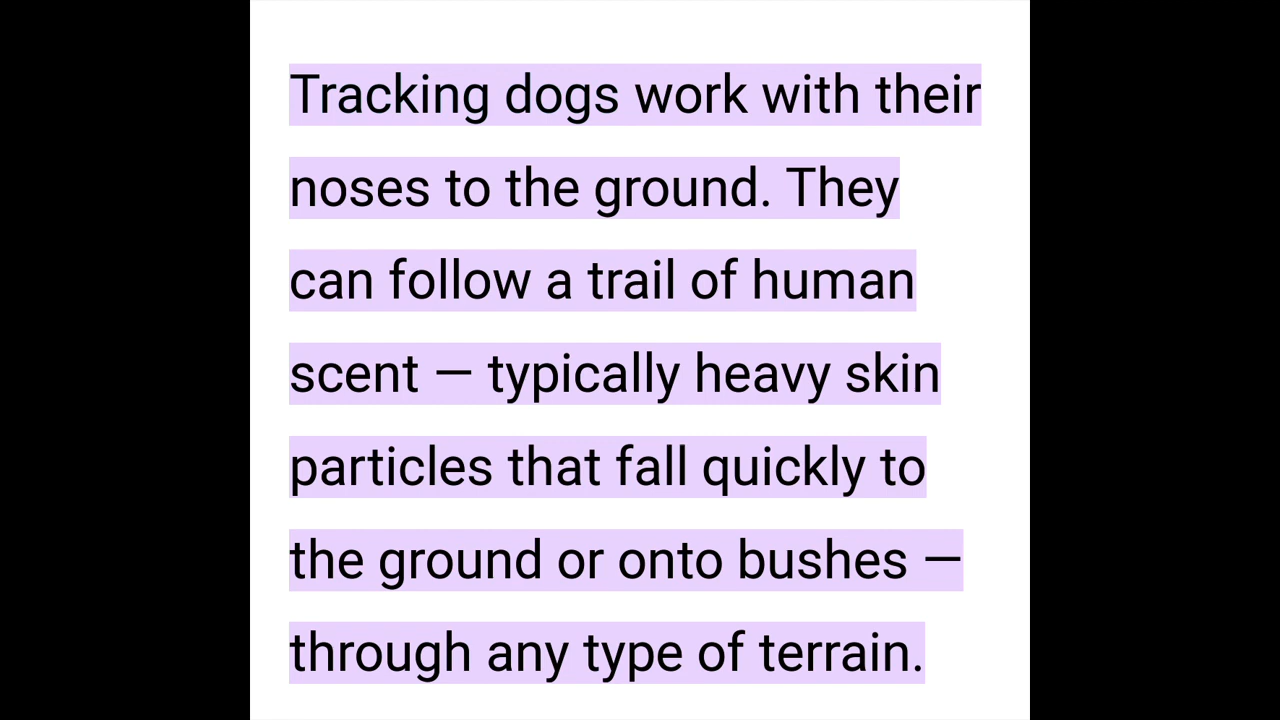 Tracking dogs work with their
noses to the ground. They
can follow a trail of human
scent — typically heavy skin
particles that fall quickly to
the ground or onto bushes —
through any type of terrain.